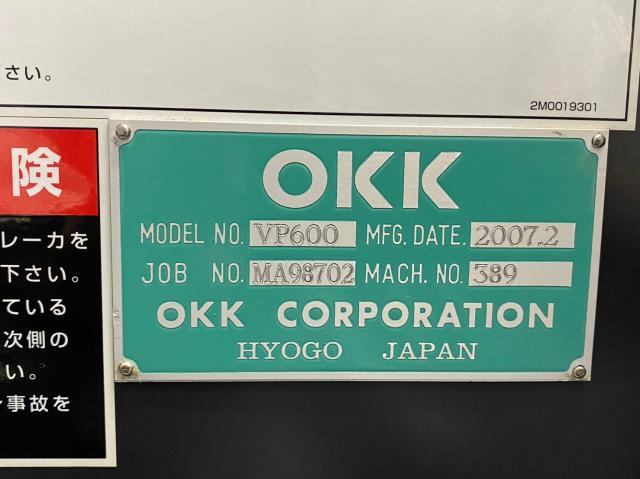 さい。
2M0019301
険
レーカを
下さい。
ている
次側の
い。
事故を
OKK
MODEL NO. VP600 MFG. DATE. 2007.2
JOB NO. MA98702 MACH. NO. 389
OKK CORPORATION
HYOGO JAPAN